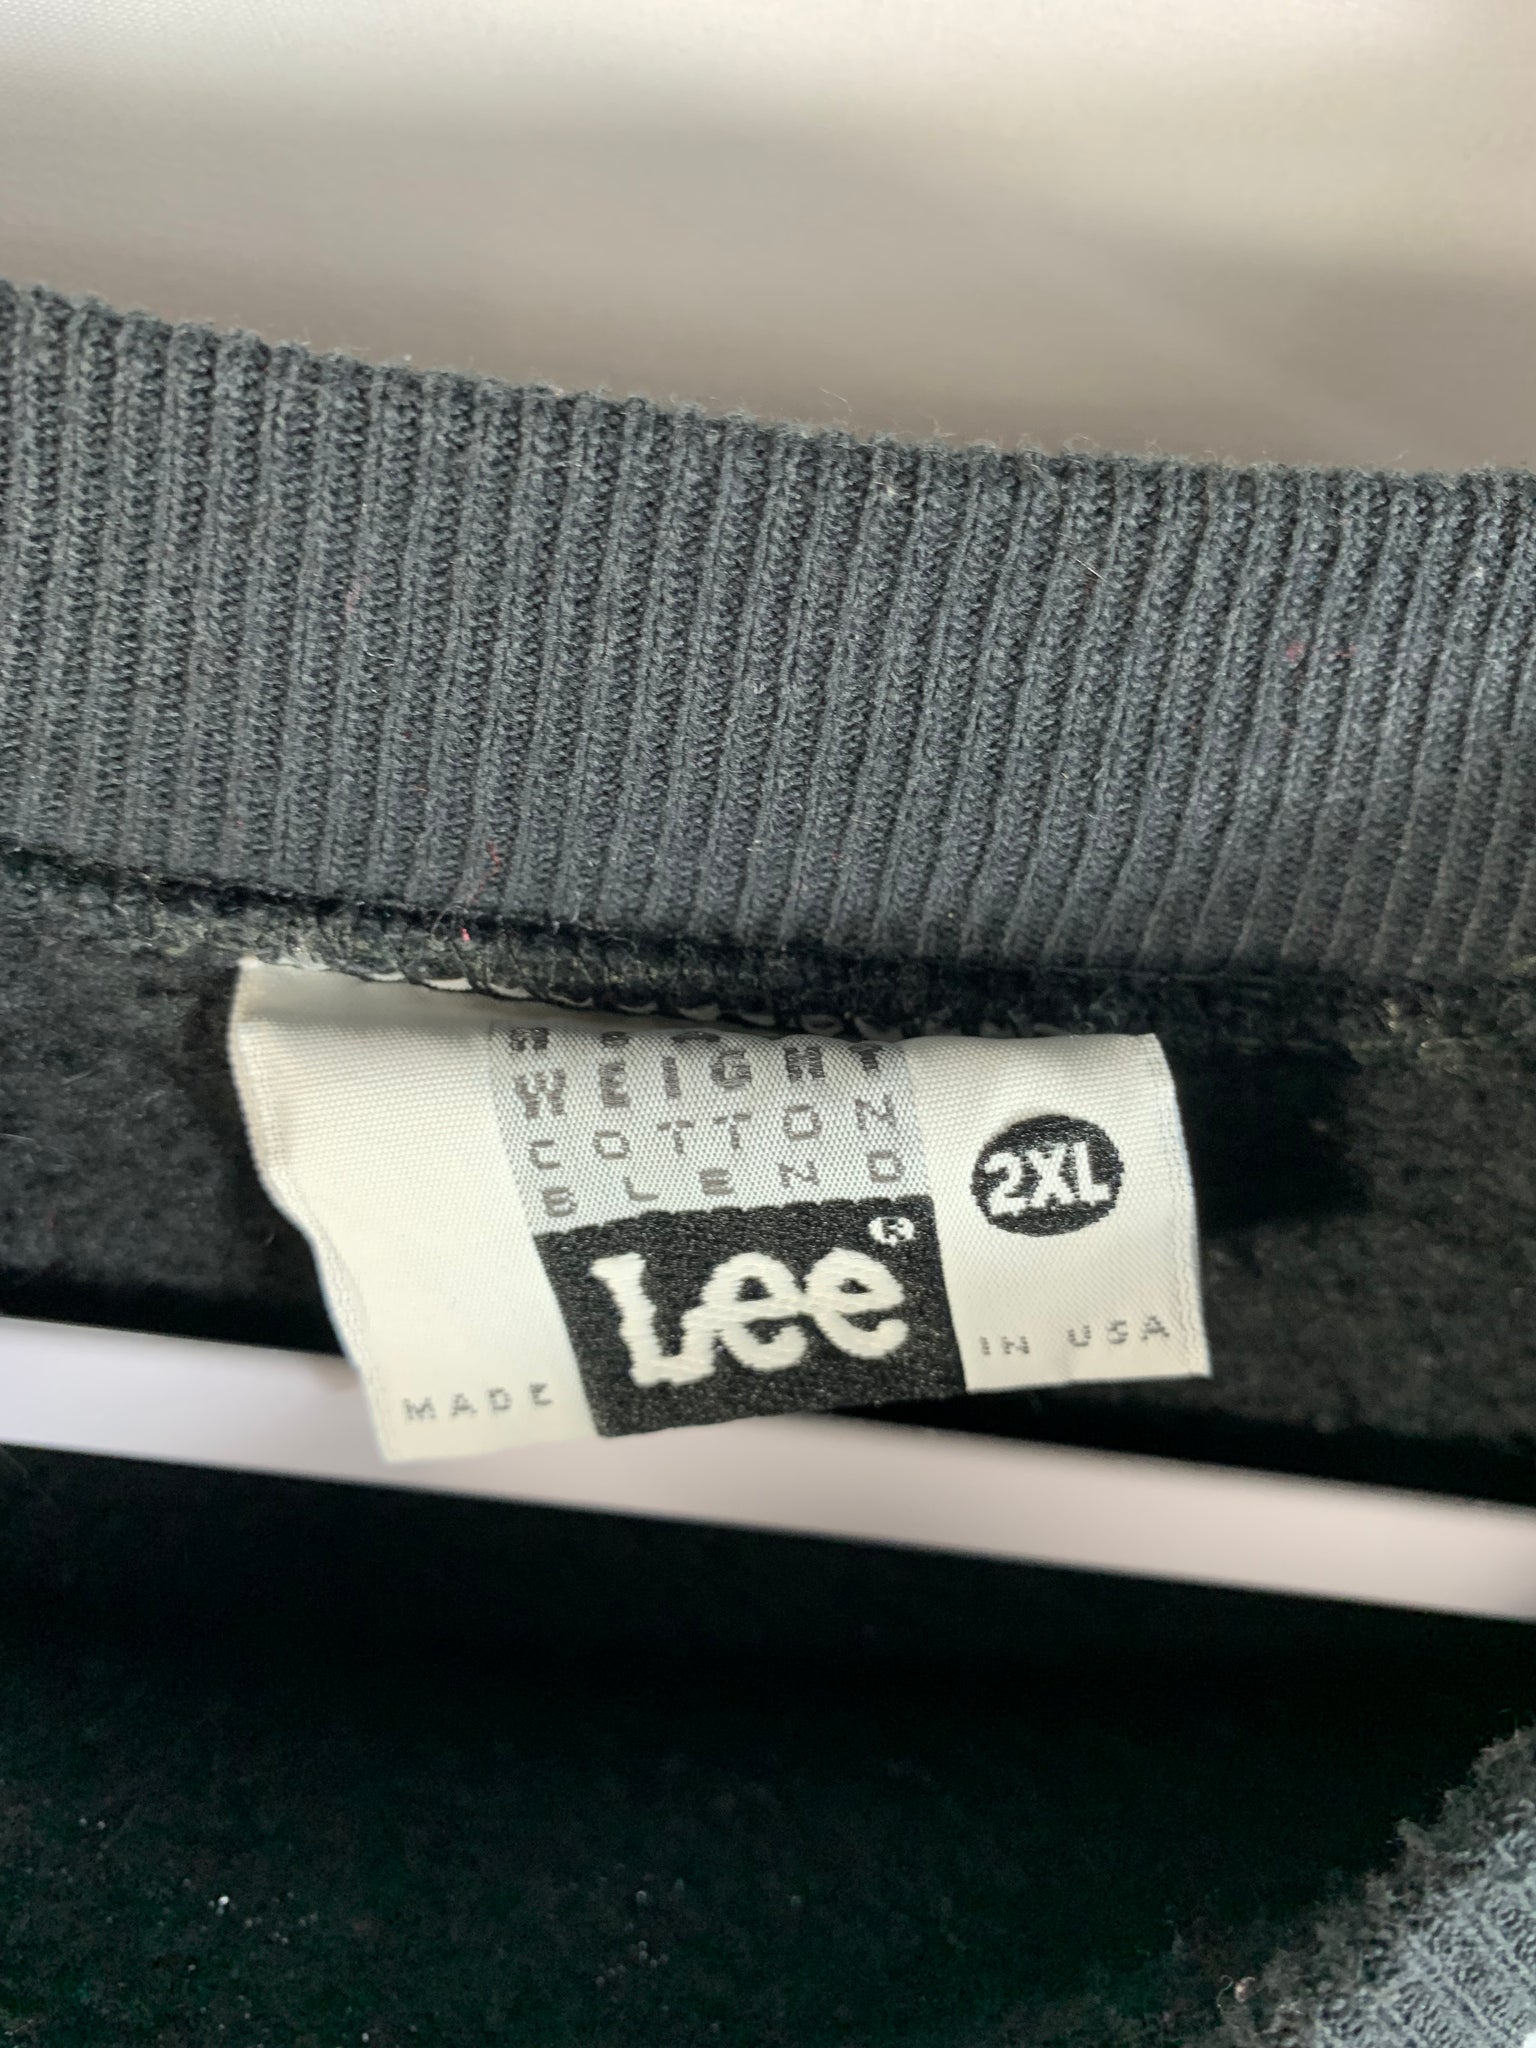 WEIGHT
COTTON
BLEND
2XL
Lee®
MADE IN USA